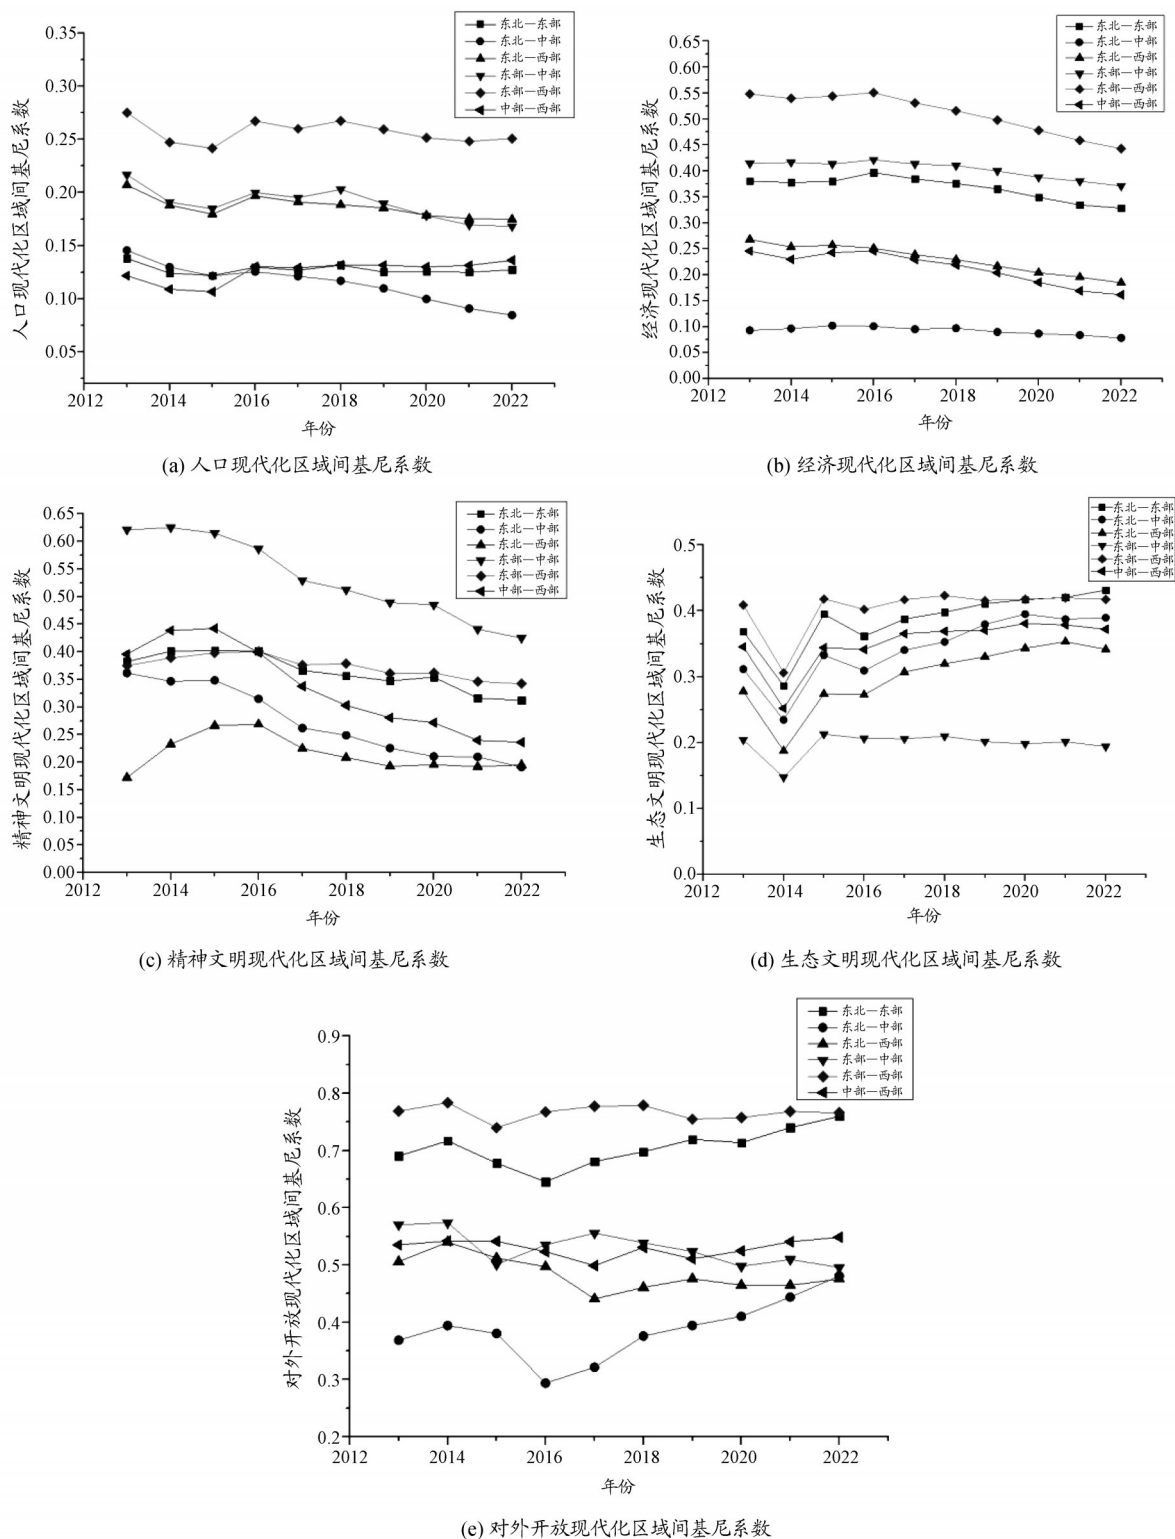 人口现代化区域间基尼系数
0.35
0.30
0.25
0.20
0.15
0.10
0.05
2012 2014 2016 2018 2020 2022
年份
东北—东部
东北—中部
东北—西部
东部—中部
东部—西部
中部—西部
(a) 人口现代化区域间基尼系数
经济现代化区域间基尼系数
0.65
0.60
0.55
0.50
0.45
0.40
0.35
0.30
0.25
0.20
0.15
0.10
0.05
0.00
2012 2014 2016 2018 2020 2022
年份
东北—东部
东北—中部
东北—西部
东部—中部
东部—西部
中部—西部
(b) 经济现代化区域间基尼系数
精神文明现代化区域间基尼系数
0.65
0.60
0.55
0.50
0.45
0.40
0.35
0.30
0.25
0.20
0.15
0.10
0.05
0.00
2012 2014 2016 2018 2020 2022
年份
东北—东部
东北—中部
东北—西部
东部—中部
东部—西部
中部—西部
(c) 精神文明现代化区域间基尼系数
生态文明现代化区域间基尼系数
0.5
0.4
0.3
0.2
0.1
0.0
2012 2014 2016 2018 2020 2022
年份
东北—东部
东北—中部
东北—西部
东部—中部
东部—西部
中部—西部
(d) 生态文明现代化区域间基尼系数
对外开放现代化区域间基尼系数
0.9
0.8
0.7
0.6
0.5
0.4
0.3
0.2
2012 2014 2016 2018 2020 2022
年份
东北—东部
东北—中部
东北—西部
东部—中部
东部—西部
中部—西部
(e) 对外开放现代化区域间基尼系数